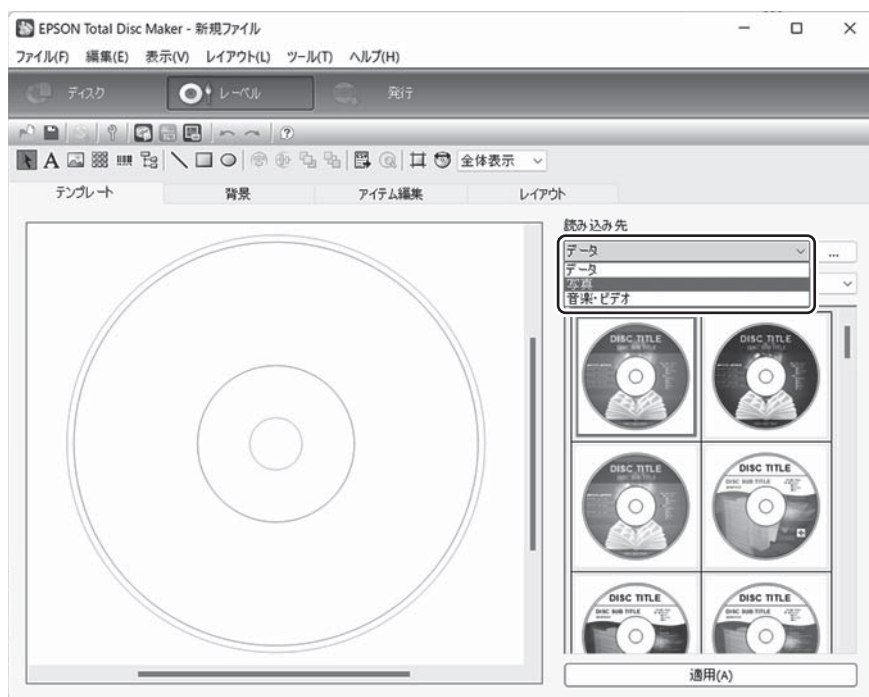 EPSON Total Disc Maker - 新規ファイル
ファイル(F) 編集(E) 表示(V) レイアウト(L) ツール(T) ヘルプ(H)
ディスク レーベル 発行
全体表示
テンプレート 背景 アイテム編集 レイアウト
読み込み先
データ ...
データ
写真
音楽・ビデオ
DISC TITLE DISC TITLE
DISC TITLE DISC TITLE
DISC SUB TITLE
DISC TITLE DISC TITLE
DISC SUB TITLE DISC SUB TITLE
適用(A)